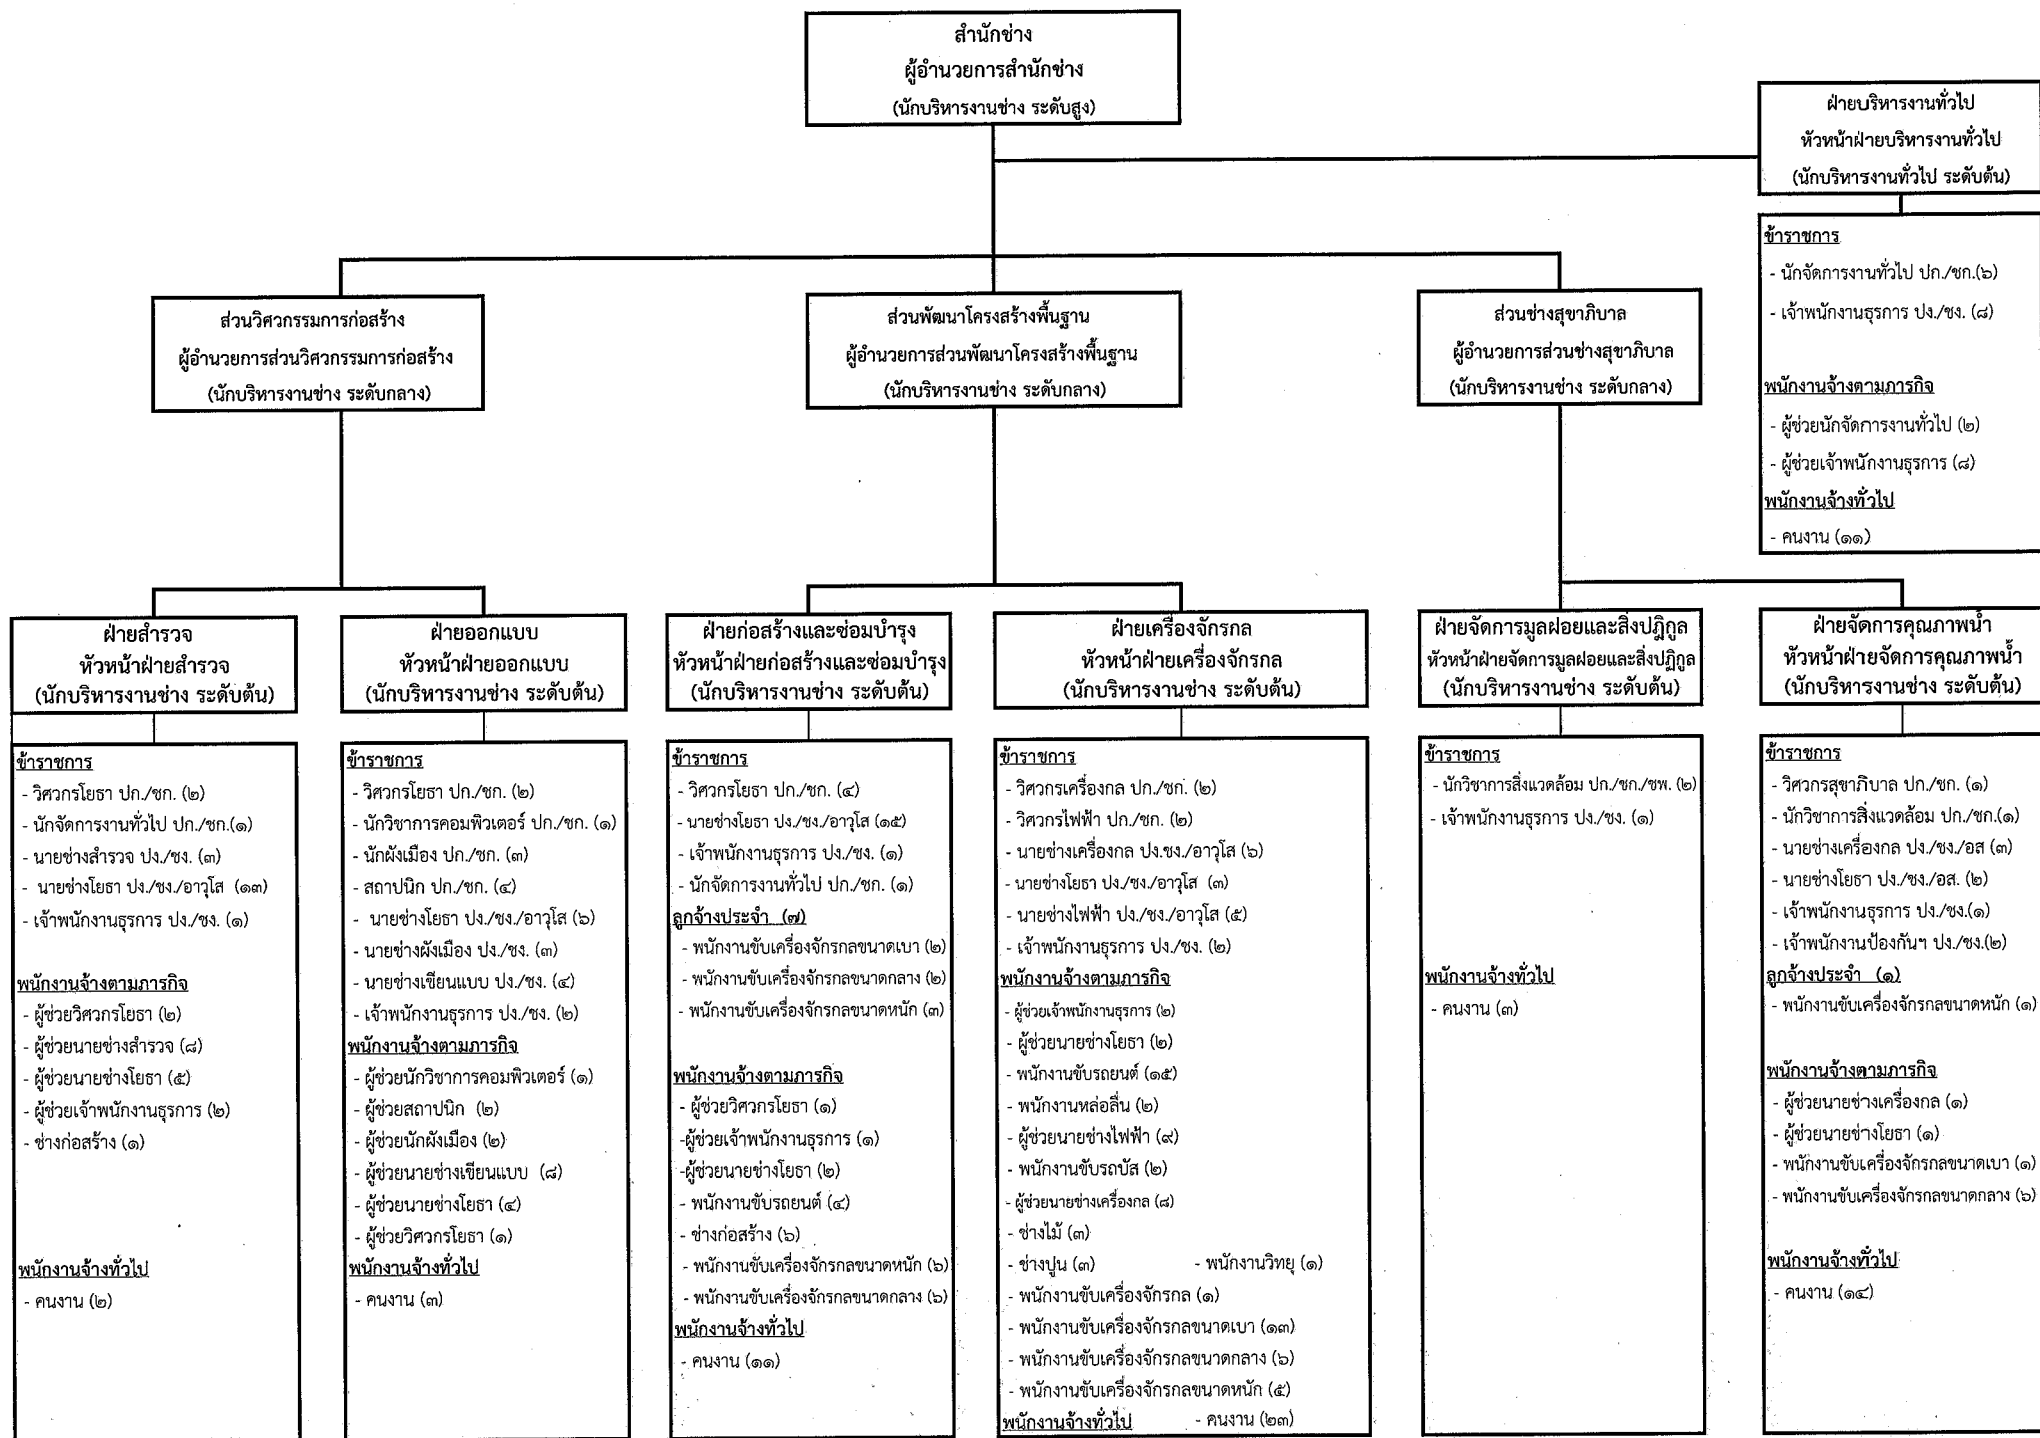 สำนักช่าง
ผู้อำนวยการสำนักช่าง
(นักบริหารงานช่าง ระดับสูง)
ฝ่ายบริหารงานทั่วไป
หัวหน้าฝ่ายบริหารงานทั่วไป
(นักบริหารงานทั่วไป ระดับต้น)
ข้าราชการ
- นักจัดการงานทั่วไป ปก./ชก.(๖)
- เจ้าพนักงานธุรการ ปง./ชง. (๘)
พนักงานจ้างตามภารกิจ
- ผู้ช่วยนักจัดการงานทั่วไป (๒)
- ผู้ช่วยเจ้าพนักงานธุรการ (๘)
พนักงานจ้างทั่วไป
- คนงาน (๑๑)
ส่วนวิศวกรรมการก่อสร้าง
ผู้อำนวยการส่วนวิศวกรรมการก่อสร้าง
(นักบริหารงานช่าง ระดับกลาง)
ส่วนพัฒนาโครงสร้างพื้นฐาน
ผู้อำนวยการส่วนพัฒนาโครงสร้างพื้นฐาน
(นักบริหารงานช่าง ระดับกลาง)
ส่วนช่างสุขาภิบาล
ผู้อำนวยการส่วนช่างสุขาภิบาล
(นักบริหารงานช่าง ระดับกลาง)
ฝ่ายสำรวจ
หัวหน้าฝ่ายสำรวจ
(นักบริหารงานช่าง ระดับต้น)
ข้าราชการ
- วิศวกรโยธา ปก./ชก. (๒)
- นักจัดการงานทั่วไป ปก./ชก.(๑)
- นายช่างสำรวจ ปง./ชง. (๓)
- นายช่างโยธา ปง./ชง./อาวุโส (๑๓)
- เจ้าพนักงานธุรการ ปง./ชง. (๑)
พนักงานจ้างตามภารกิจ
- ผู้ช่วยวิศวกรโยธา (๒)
- ผู้ช่วยนายช่างสำรวจ (๘)
- ผู้ช่วยนายช่างโยธา (๕)
- ผู้ช่วยเจ้าพนักงานธุรการ (๒)
- ช่างก่อสร้าง (๑)
พนักงานจ้างทั่วไป
- คนงาน (๒)
ฝ่ายออกแบบ
หัวหน้าฝ่ายออกแบบ
(นักบริหารงานช่าง ระดับต้น)
ข้าราชการ
- วิศวกรโยธา ปก./ชก. (๒)
- นักวิชาการคอมพิวเตอร์ ปก./ชก. (๑)
- นักผังเมือง ปก./ชก. (๓)
- สถาปนิก ปก./ชก. (๔)
- นายช่างโยธา ปง./ชง./อาวุโส (๖)
- นายช่างผังเมือง ปง./ชง. (๓)
- นายช่างเขียนแบบ ปง./ชง. (๔)
- เจ้าพนักงานธุรการ ปง./ชง. (๒)
พนักงานจ้างตามภารกิจ
- ผู้ช่วยนักวิชาการคอมพิวเตอร์ (๑)
- ผู้ช่วยสถาปนิก (๒)
- ผู้ช่วยนักผังเมือง (๒)
- ผู้ช่วยนายช่างเขียนแบบ (๘)
- ผู้ช่วยนายช่างโยธา (๔)
- ผู้ช่วยวิศวกรโยธา (๑)
พนักงานจ้างทั่วไป
- คนงาน (๓)
ฝ่ายก่อสร้างและซ่อมบำรุง
หัวหน้าฝ่ายก่อสร้างและซ่อมบำรุง
(นักบริหารงานช่าง ระดับต้น)
ข้าราชการ
- วิศวกรโยธา ปก./ชก. (๔)
- นายช่างโยธา ปง./ชง./อาวุโส (๑๕)
- เจ้าพนักงานธุรการ ปง./ชง. (๑)
- นักจัดการงานทั่วไป ปก./ชก. (๑)
ลูกจ้างประจำ (๗)
- พนักงานขับเครื่องจักรกลขนาดเบา (๒)
- พนักงานขับเครื่องจักรกลขนาดกลาง (๒)
- พนักงานขับเครื่องจักรกลขนาดหนัก (๓)
พนักงานจ้างตามภารกิจ
- ผู้ช่วยวิศวกรโยธา (๑)
-ผู้ช่วยเจ้าพนักงานธุรการ (๑)
-ผู้ช่วยนายช่างโยธา (๒)
- พนักงานขับรถยนต์ (๔)
- ช่างก่อสร้าง (๖)
- พนักงานขับเครื่องจักรกลขนาดหนัก (๖)
- พนักงานขับเครื่องจักรกลขนาดกลาง (๖)
พนักงานจ้างทั่วไป
- คนงาน (๑๑)
ฝ่ายเครื่องจักรกล
หัวหน้าฝ่ายเครื่องจักรกล
(นักบริหารงานช่าง ระดับต้น)
ข้าราชการ
- วิศวกรเครื่องกล ปก./ชก. (๒)
- วิศวกรไฟฟ้า ปก./ชก. (๒)
- นายช่างเครื่องกล ปง.ชง./อาวุโส (๖)
- นายช่างโยธา ปง./ชง./อาวุโส (๓)
- นายช่างไฟฟ้า ปง./ชง./อาวุโส (๕)
- เจ้าพนักงานธุรการ ปง./ชง. (๒)
พนักงานจ้างตามภารกิจ
- ผู้ช่วยเจ้าพนักงานธุรการ (๒)
- ผู้ช่วยนายช่างโยธา (๒)
- พนักงานขับรถยนต์ (๑๕)
- พนักงานหล่อลื่น (๒)
- ผู้ช่วยนายช่างไฟฟ้า (๙)
- พนักงานขับรถบัส (๒)
- ผู้ช่วยนายช่างเครื่องกล (๘)
- ช่างไม้ (๓)
- ช่างปูน (๓) - พนักงานวิทยุ (๑)
- พนักงานขับเครื่องจักรกล (๑)
- พนักงานขับเครื่องจักรกลขนาดเบา (๑๓)
- พนักงานขับเครื่องจักรกลขนาดกลาง (๖)
- พนักงานขับเครื่องจักรกลขนาดหนัก (๕)
พนักงานจ้างทั่วไป - คนงาน (๒๓)
ฝ่ายจัดการมูลฝอยและสิ่งปฏิกูล
หัวหน้าฝ่ายจัดการมูลฝอยและสิ่งปฏิกูล
(นักบริหารงานช่าง ระดับต้น)
ข้าราชการ
- นักวิชาการสิ่งแวดล้อม ปก./ชก./ชพ. (๒)
- เจ้าพนักงานธุรการ ปง./ชง. (๑)
พนักงานจ้างทั่วไป
- คนงาน (๓)
ฝ่ายจัดการคุณภาพน้ำ
หัวหน้าฝ่ายจัดการคุณภาพน้ำ
(นักบริหารงานช่าง ระดับต้น)
ข้าราชการ
- วิศวกรสุขาภิบาล ปก./ชก. (๑)
- นักวิชาการสิ่งแวดล้อม ปก./ชก.(๑)
- นายช่างเครื่องกล ปง./ชง./อส (๓)
- นายช่างโยธา ปง./ชง./อส. (๒)
- เจ้าพนักงานธุรการ ปง./ชง.(๑)
- เจ้าพนักงานป้องกันฯ ปง./ชง.(๒)
ลูกจ้างประจำ (๑)
- พนักงานขับเครื่องจักรกลขนาดหนัก (๑)
พนักงานจ้างตามภารกิจ
- ผู้ช่วยนายช่างเครื่องกล (๑)
- ผู้ช่วยนายช่างโยธา (๑)
- พนักงานขับเครื่องจักรกลขนาดเบา (๑)
- พนักงานขับเครื่องจักรกลขนาดกลาง (๖)
พนักงานจ้างทั่วไป
- คนงาน (๑๔)